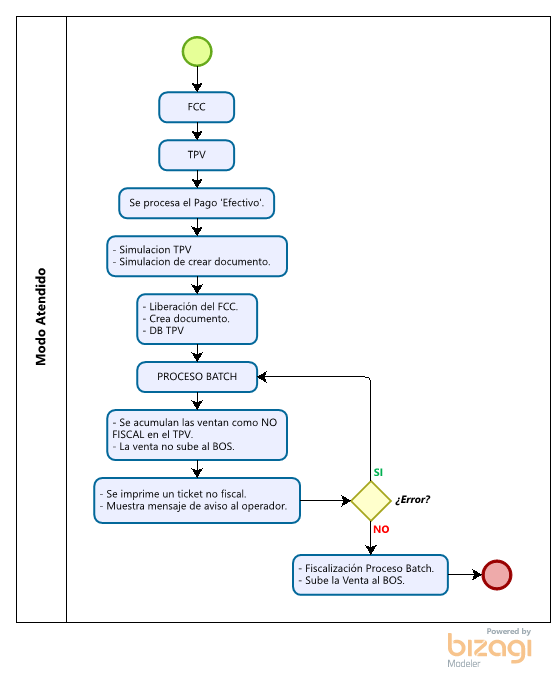 Modo Atendido
FCC
TPV
Se procesa el Pago 'Efectivo'.
- Simulacion TPV
- Simulacion de crear documento.
- Liberación del FCC.
- Crea documento.
- DB TPV
PROCESO BATCH
- Se acumulan las ventan como NO
FISCAL en el TPV.
- La venta no sube al BOS.
SI
- Se imprime un ticket no fiscal.
- Muestra mensaje de aviso al operador.
¿Error?
NO
- Fiscalización Proceso Batch.
- Sube la Venta al BOS.
Powered by
bizagi
Modeler